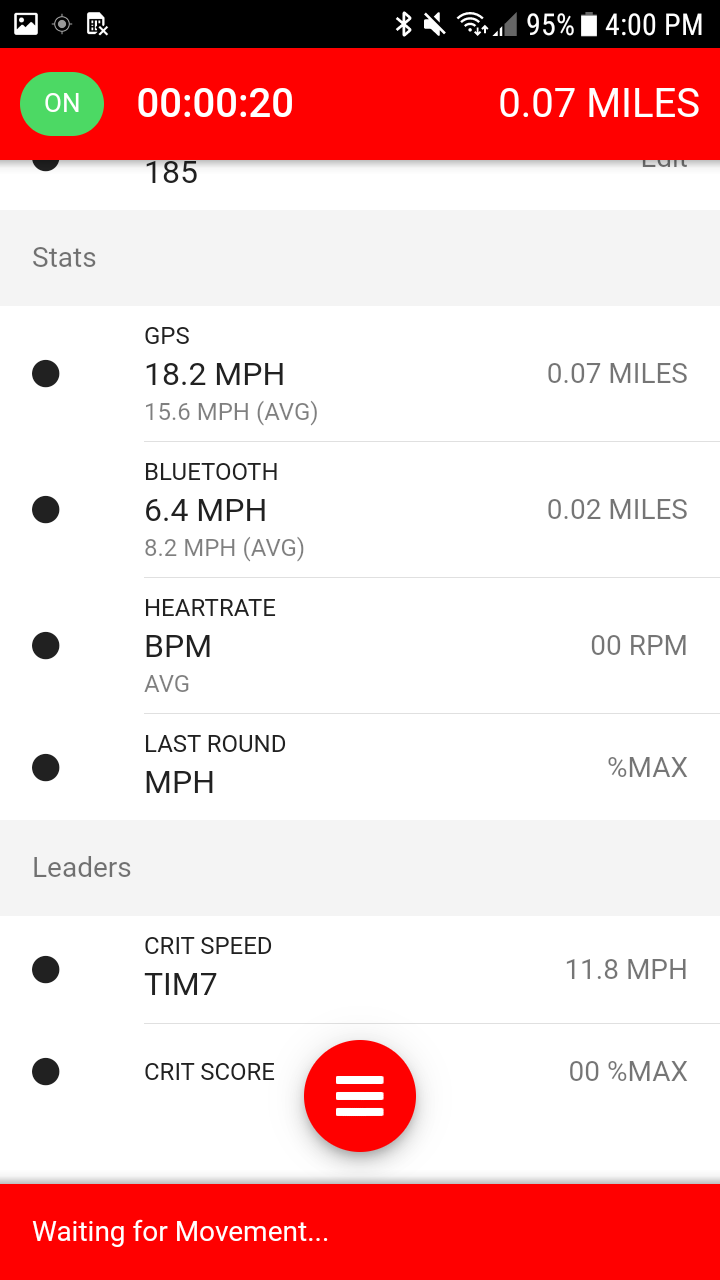 95% 4:00 PM
ON 00:00:20 0.07 MILES
185 Edit
Stats
GPS
18.2 MPH 0.07 MILES
15.6 MPH (AVG)
BLUETOOTH
6.4 MPH 0.02 MILES
8.2 MPH (AVG)
HEARTRATE
BPM 00 RPM
AVG
LAST ROUND
MPH %MAX
Leaders
CRIT SPEED
TIM7 11.8 MPH
CRIT SCORE 00 %MAX
Waiting for Movement...